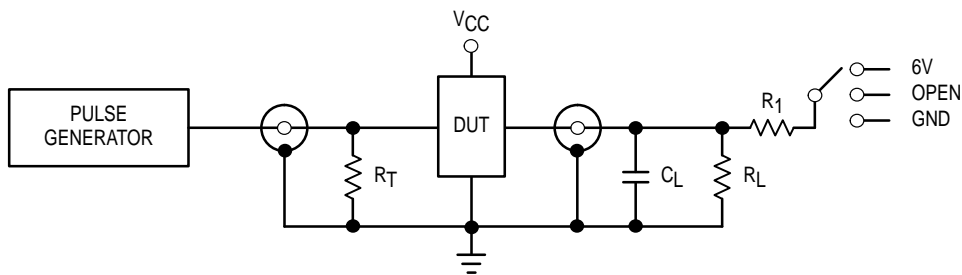 VCC
PULSE
GENERATOR
DUT
RT
CL
RL
R1
6V
OPEN
GND